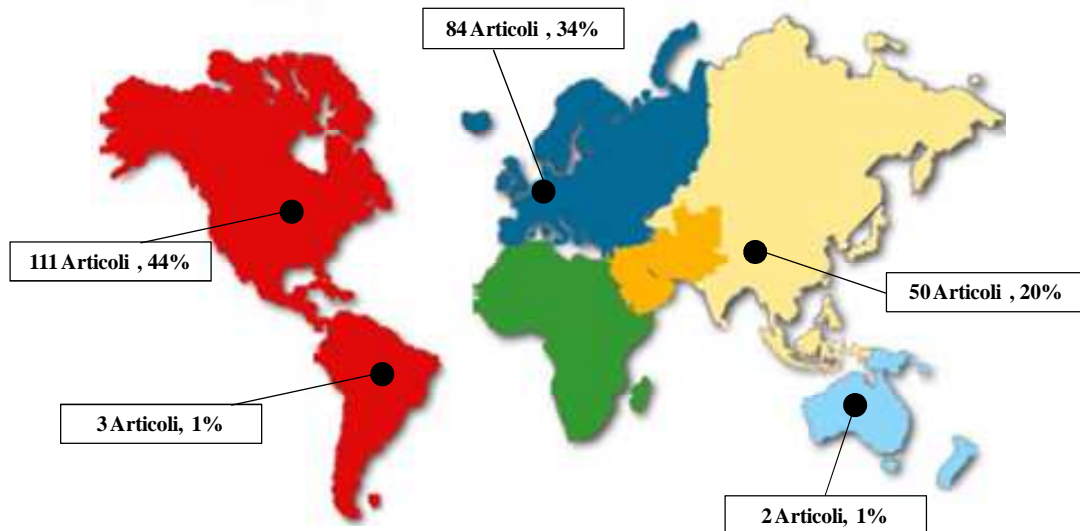 84 Articoli , 34%
111 Articoli , 44%
50 Articoli , 20%
3 Articoli, 1%
2 Articoli, 1%